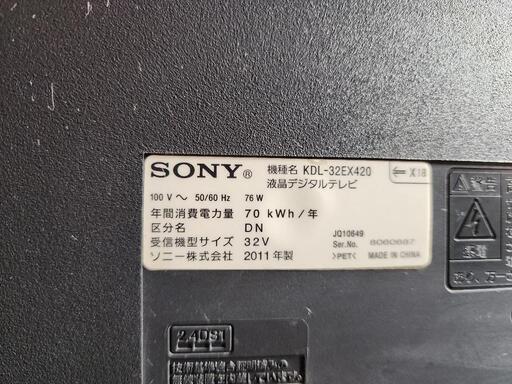 SONY® 機種名 KDL-32EX420
液晶デジタルテレビ
X18
100 V～ 50/60 Hz 76 W
年間消費電力量 70 kWh/年
区分名 DN
受信機型サイズ 32V
ソニー株式会社 2011年製
JQ10649
Ser.No. 8060687
>PET< MADE IN CHINA
2.4DS1